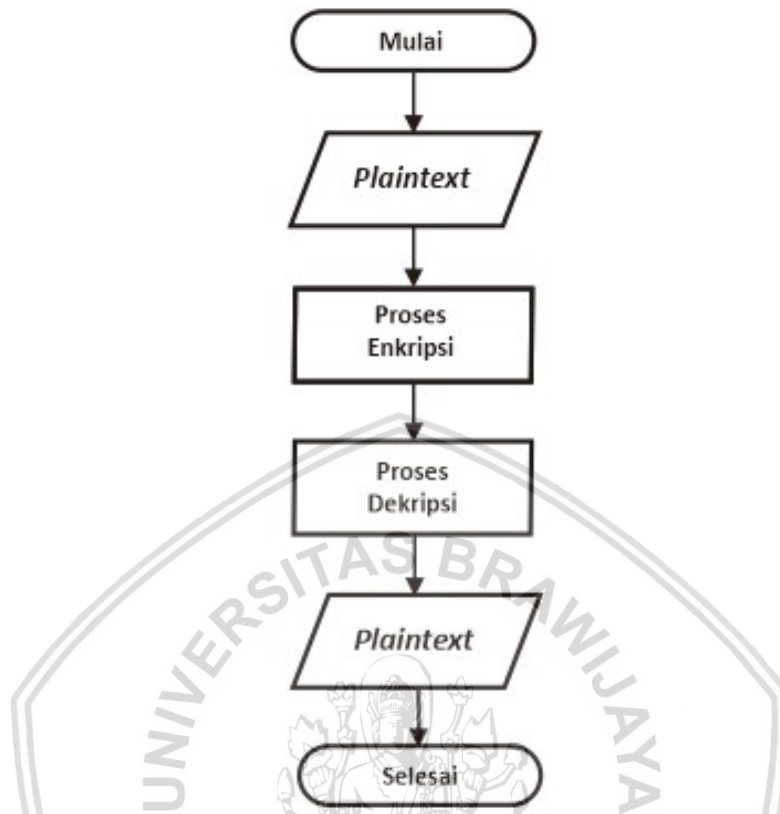 Mulai
Plaintext
Proses
Enkripsi
Proses
Dekripsi
Plaintext
Selesai
UNIVERSITAS BRAWIJAYA